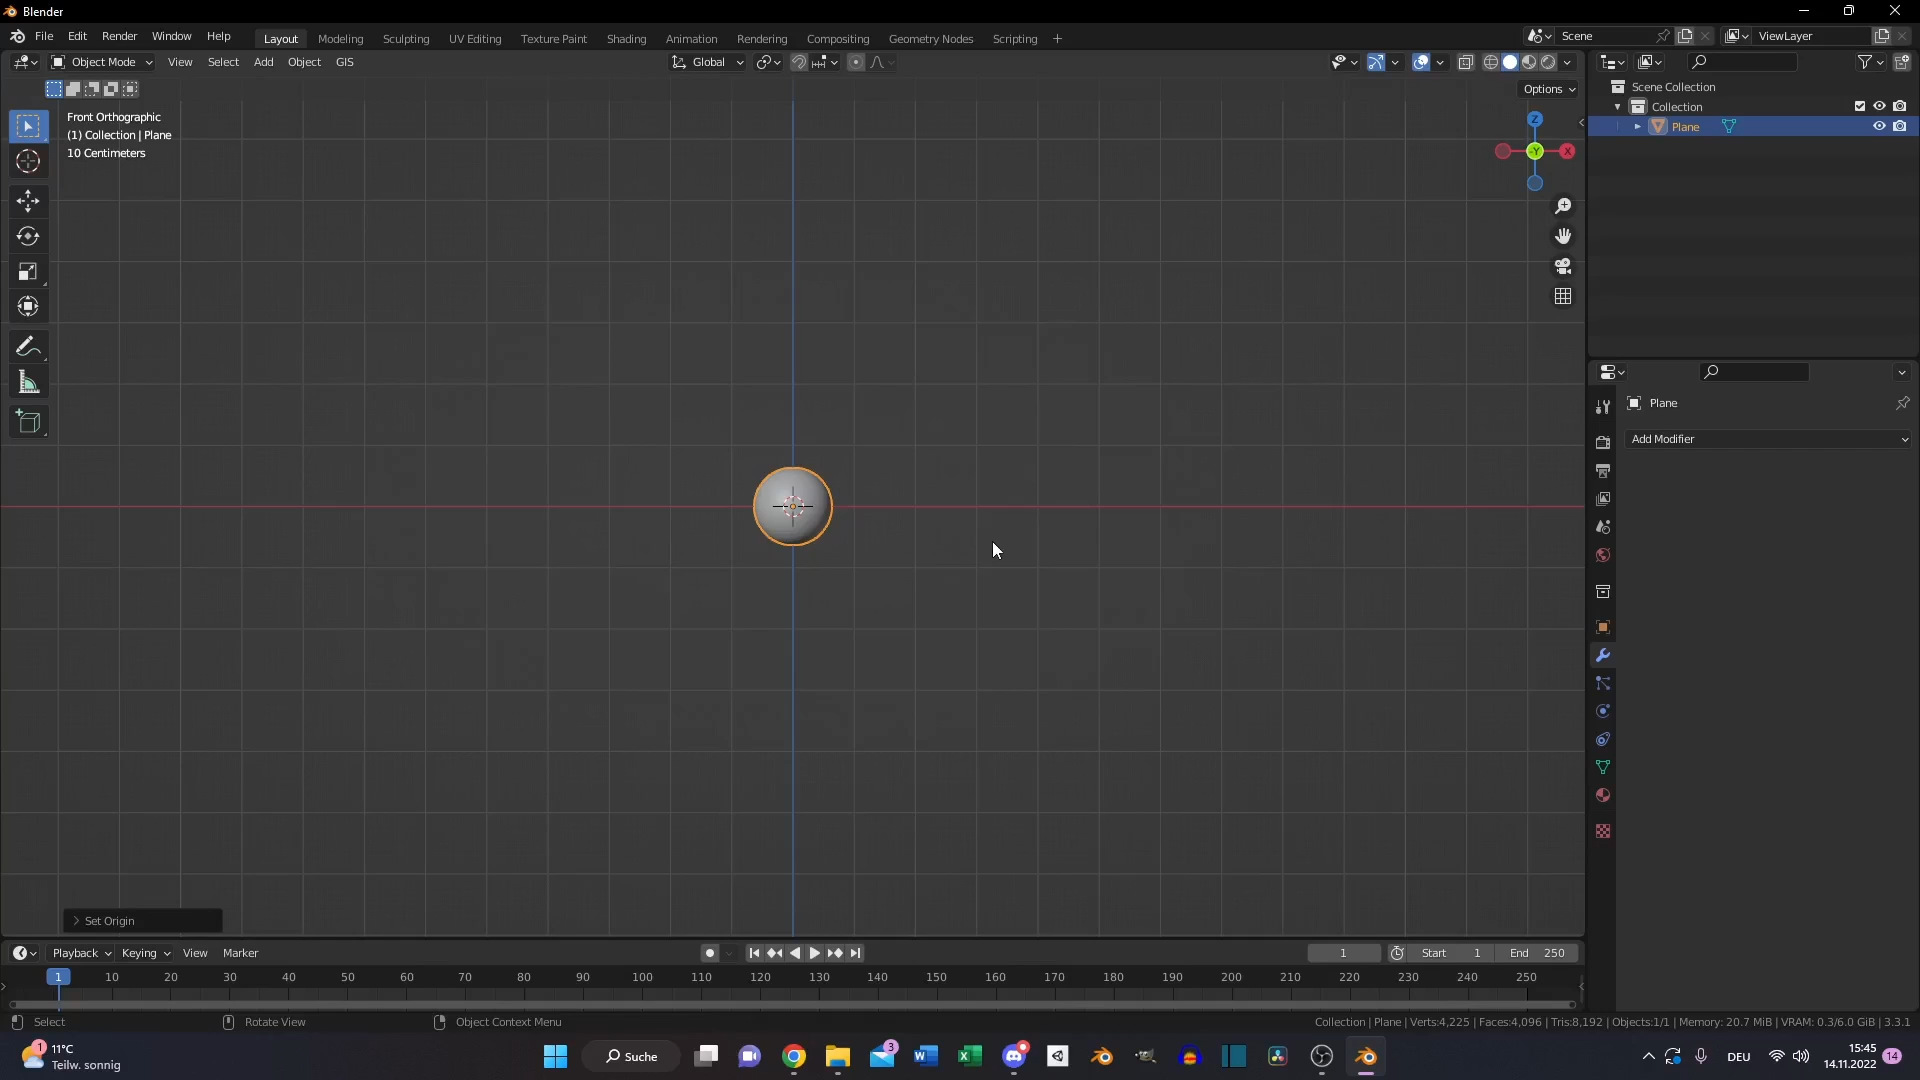 Blender
File Edit Render Window Help
Layout Modeling Sculpting UV Editing Texture Paint Shading Animation Rendering Compositing Geometry Nodes Scripting
Scene
ViewLayer
Object Mode View Select Add Object GIS
Global
Options
Front Orthographic
(1) Collection | Plane
10 Centimeters
Z
-Y
X
Scene Collection
Collection
Plane
Plane
Add Modifier
Set Origin
Playback Keying View Marker
1 Start 1 End 250
1 10 20 30 40 50 60 70 80 90 100 110 120 130 140 150 160 170 180 190 200 210 220 230 240 250
Select Rotate View Object Context Menu
Collection | Plane | Verts:4,225 | Faces:4,096 | Tris:8,192 | Objects:1/1 | Memory: 20.7 MiB | VRAM: 0.3/6.0 GiB | 3.3.1
1
11°C
Teilw. sonnig
Suche
3
DEU
15:45
14.11.2022
14